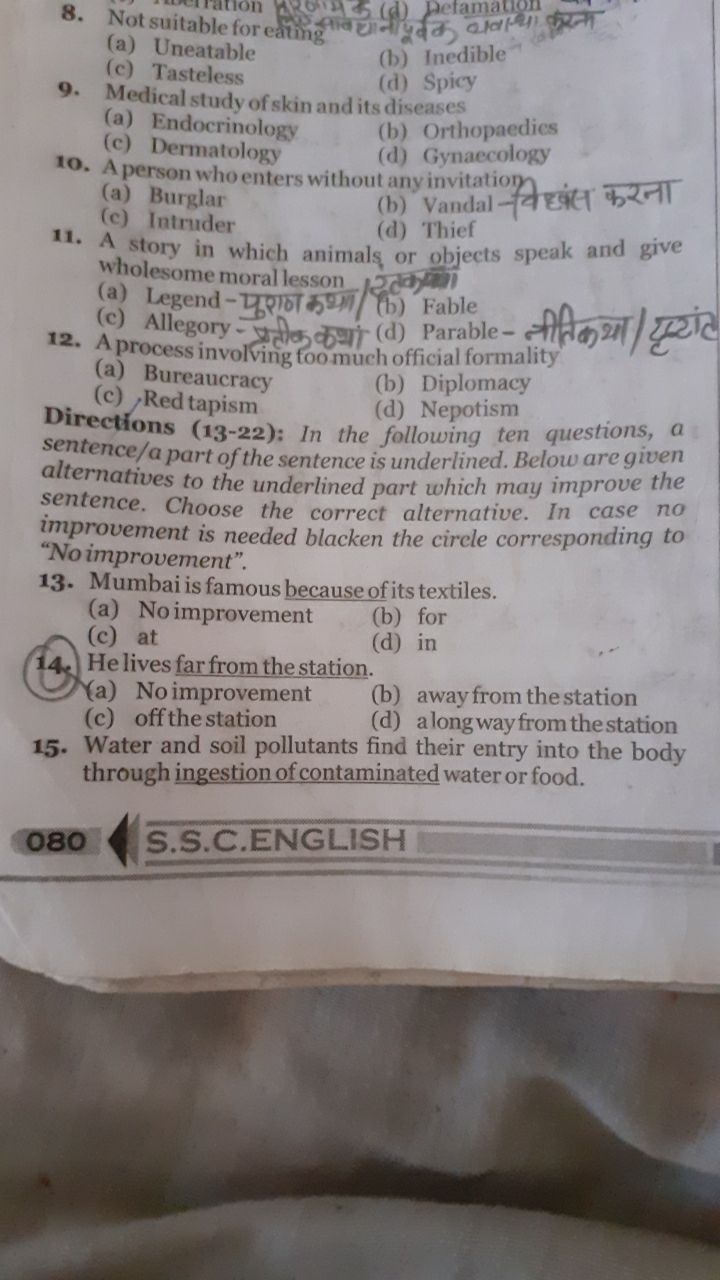 (d) Defamation
8. Not suitable for eating
(a) Uneatable (b) Inedible
(c) Tasteless (d) Spicy
9. Medical study of skin and its diseases
(a) Endocrinology (b) Orthopaedics
(c) Dermatology (d) Gynaecology
10. A person who enters without any invitation
(a) Burglar (b) Vandal - विध्वंस करना
(c) Intruder (d) Thief
11. A story in which animals or objects speak and give
wholesome moral lesson
(a) Legend - पुरान कथा / (b) Fable
(c) Allegory - प्रतीक कथा (d) Parable - नीतिकथा / दृष्टांत
12. A process involving too much official formality
(a) Bureaucracy (b) Diplomacy
(c) Red tapism (d) Nepotism
Directions (13-22): In the following ten questions, a
sentence/a part of the sentence is underlined. Below are given
alternatives to the underlined part which may improve the
sentence. Choose the correct alternative. In case no
improvement is needed blacken the circle corresponding to
“No improvement”.
13. Mumbai is famous because of its textiles.
(a) No improvement (b) for
(c) at (d) in
14. He lives far from the station.
(a) No improvement (b) away from the station
(c) off the station (d) a long way from the station
15. Water and soil pollutants find their entry into the body
through ingestion of contaminated water or food.
080 S.S.C.ENGLISH